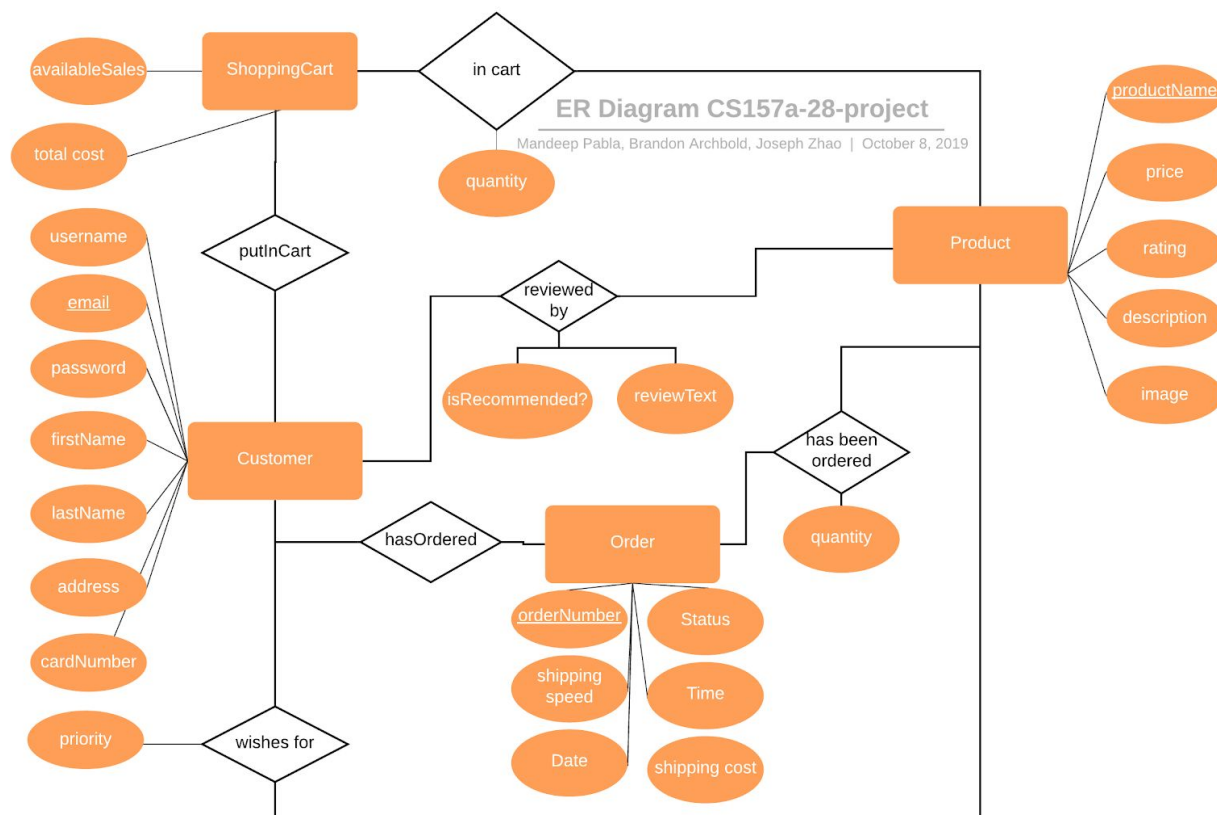 availableSales
ShoppingCart
in cart
ER Diagram CS157a-28-project
Mandeep Pabla, Brandon Archbold, Joseph Zhao | October 8, 2019
productName
total cost
quantity
price
username
putInCart
Product
rating
email
reviewed
by
description
password
isRecommended?
reviewText
image
firstName
Customer
has been
ordered
lastName
hasOrdered
Order
quantity
address
orderNumber
Status
cardNumber
shipping
speed
Time
priority
wishes for
Date
shipping cost